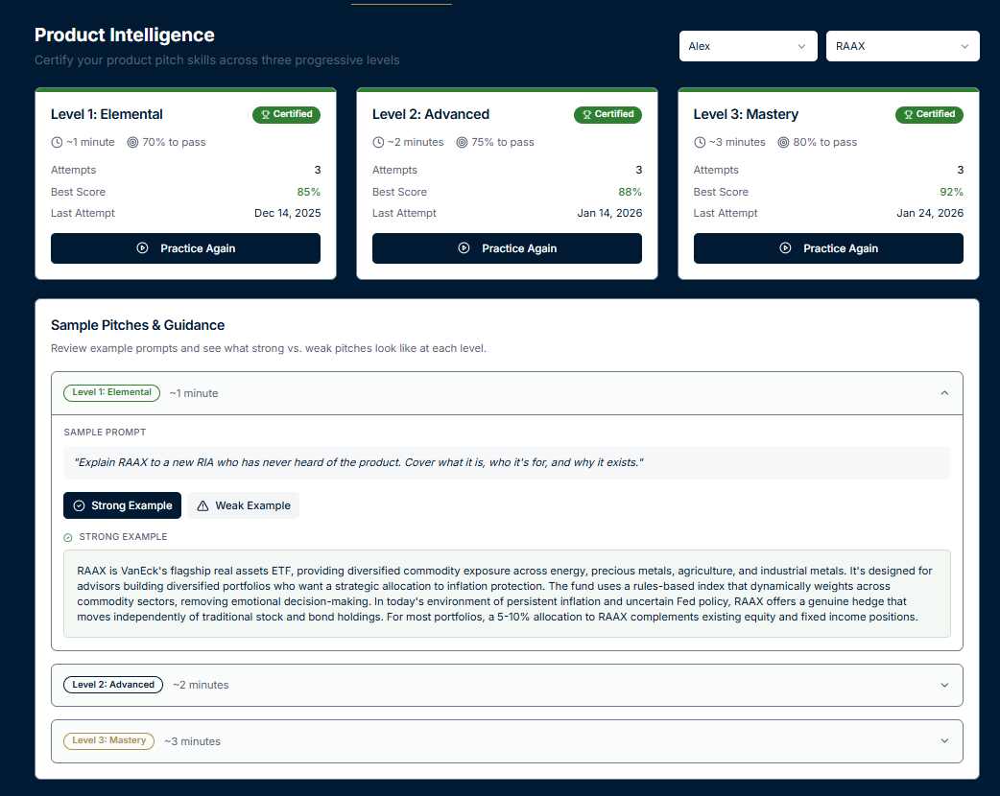 Product Intelligence
Certify your product pitch skills across three progressive levels
Alex
RAAX
Level 1: Elemental
Certified
~1 minute
70% to pass
Attempts
3
Best Score
85%
Last Attempt
Dec 14, 2025
Practice Again
Level 2: Advanced
Certified
~2 minutes
75% to pass
Attempts
3
Best Score
88%
Last Attempt
Jan 14, 2026
Practice Again
Level 3: Mastery
Certified
~3 minutes
80% to pass
Attempts
3
Best Score
92%
Last Attempt
Jan 24, 2026
Practice Again
Sample Pitches & Guidance
Review example prompts and see what strong vs. weak pitches look like at each level.
Level 1: Elemental
~1 minute
SAMPLE PROMPT
"Explain RAAX to a new RIA who has never heard of the product. Cover what it is, who it's for, and why it exists."
Strong Example
Weak Example
STRONG EXAMPLE
RAAX is VanEck's flagship real assets ETF, providing diversified commodity exposure across energy, precious metals, agriculture, and industrial metals. It's designed for
advisors building diversified portfolios who want a strategic allocation to inflation protection. The fund uses a rules-based index that dynamically weights across
commodity sectors, removing emotional decision-making. In today's environment of persistent inflation and uncertain Fed policy, RAAX offers a genuine hedge that
moves independently of traditional stock and bond holdings. For most portfolios, a 5-10% allocation to RAAX complements existing equity and fixed income positions.
Level 2: Advanced
~2 minutes
Level 3: Mastery
~3 minutes